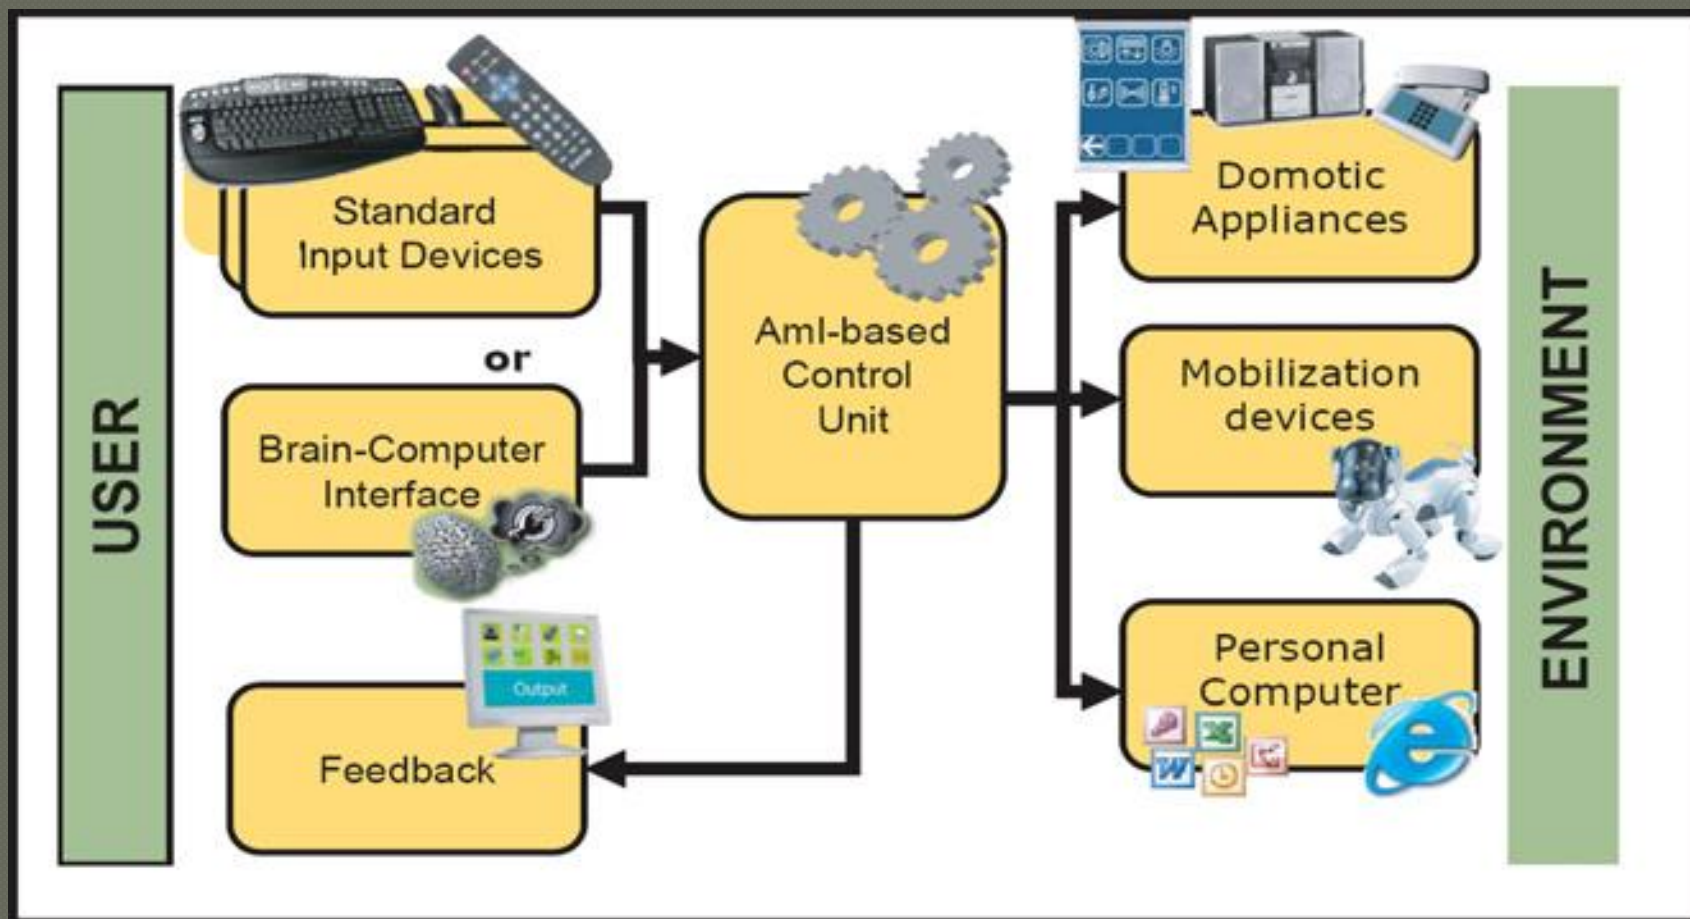 USER
Standard
Input Devices
or
Brain-Computer
Interface
Output
Feedback
AmI-based
Control
Unit
Domotic
Appliances
Mobilization
devices
Personal
Computer
W
e
ENVIRONMENT